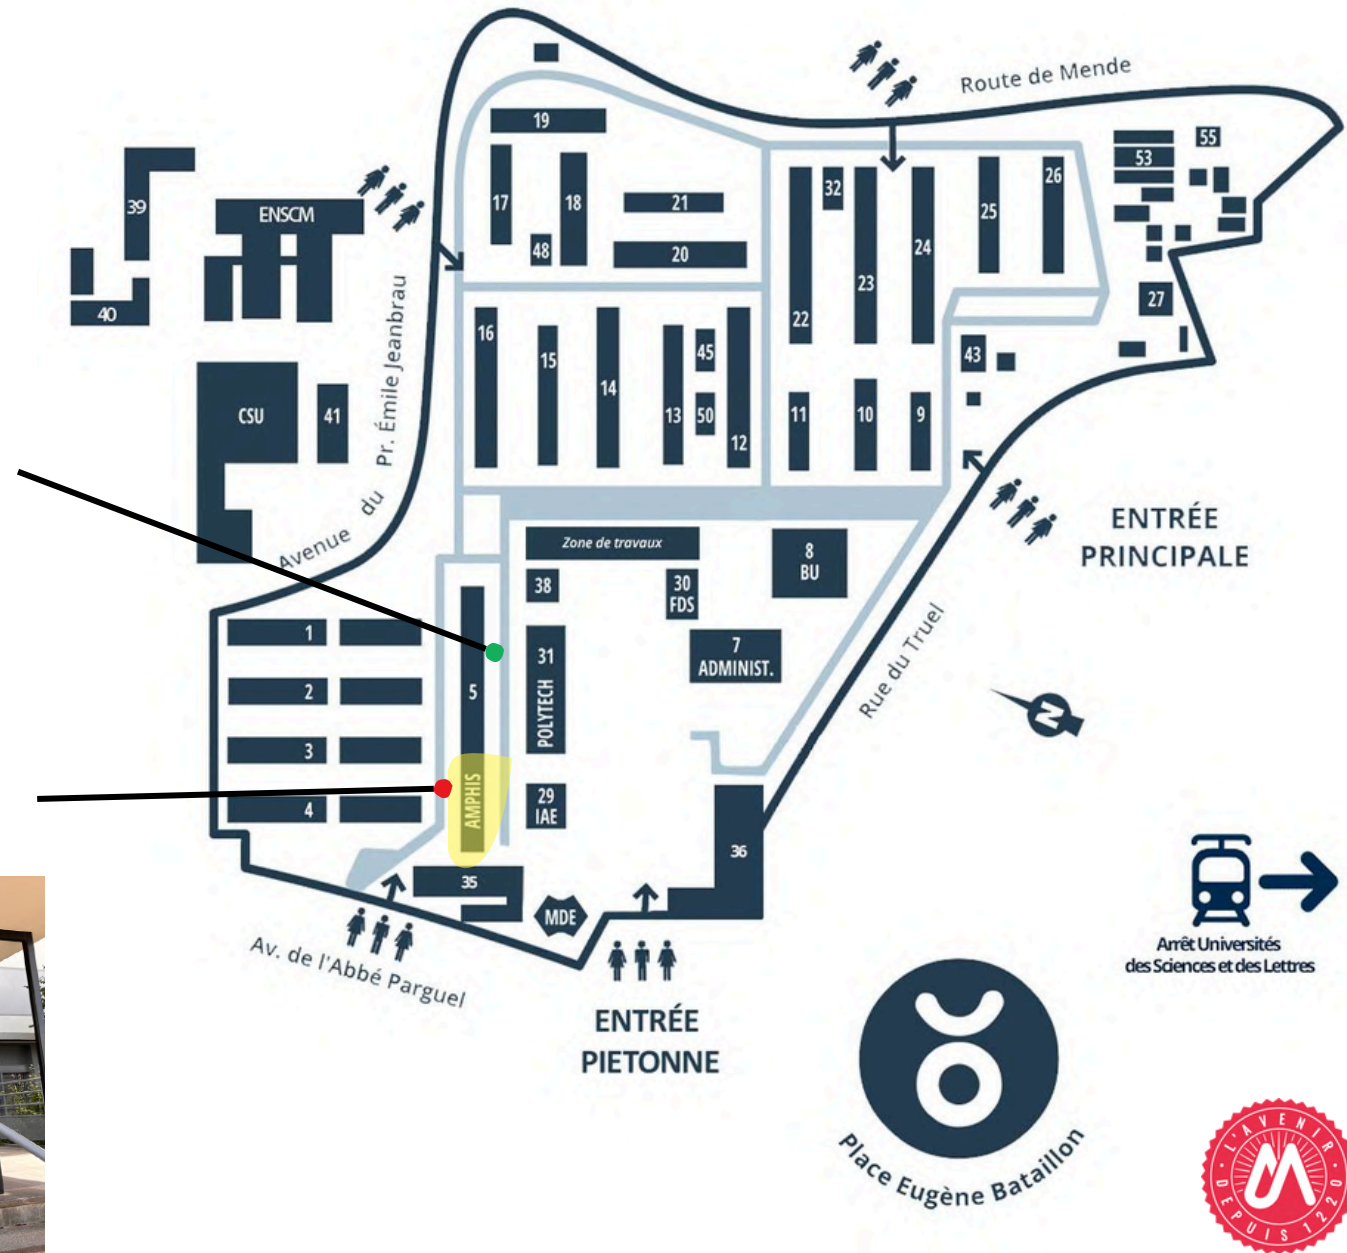 Route de Mende
19
55
53
39
ENSCM
17
18
21
32
26
25
48
20
24
23
27
40
16
22
15
45
43
14
CSU
41
13
50
11
10
9
12
Avenue du Pr. Émile Jeanbrau
ENTRÉE
PRINCIPALE
Zone de travaux
8
BU
38
30
FDS
1
31
POLYTECH
7
ADMINIST.
Rue du Truel
2
5
N
3
AMPHIS
29
IAE
4
36
35
MDE
Av. de l'Abbé Parguel
Arrêt Universités
des Sciences et des Lettres
ENTRÉE
PIETONNE
Place Eugène Bataillon
L'AVENIR
DEPUIS 1220